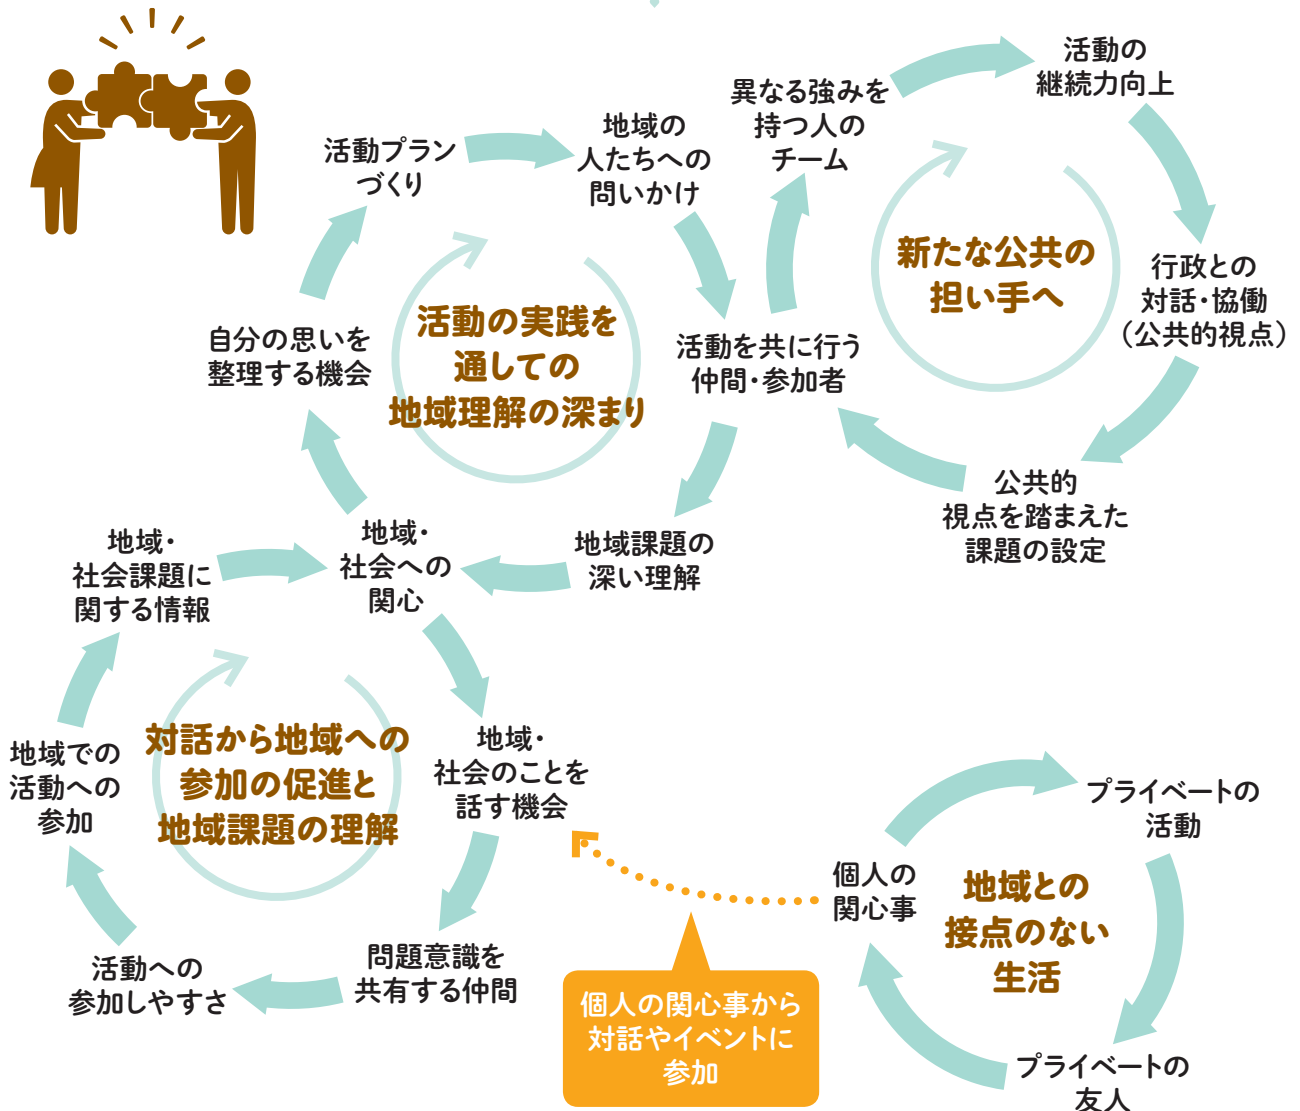 活動の
継続力向上
異なる強みを
持つ人の
チーム
地域の
人たちへの
問いかけ
活動プラン
づくり
新たな公共の
担い手へ
行政との
対話・協働
（公共的視点）
活動の実践を
通しての
地域理解の深まり
自分の思いを
整理する機会
活動を共に行う
仲間・参加者
公共的
視点を踏まえた
課題の設定
地域・
社会課題に
関する情報
地域・
社会への
関心
地域課題の
深い理解
対話から地域への
参加の促進と
地域課題の理解
地域での
活動への
参加
地域・
社会のことを
話す機会
プライベートの
活動
個人の
関心事
地域との
接点のない
生活
活動への
参加しやすさ
問題意識を
共有する仲間
個人の関心事から
対話やイベントに
参加
プライベートの
友人